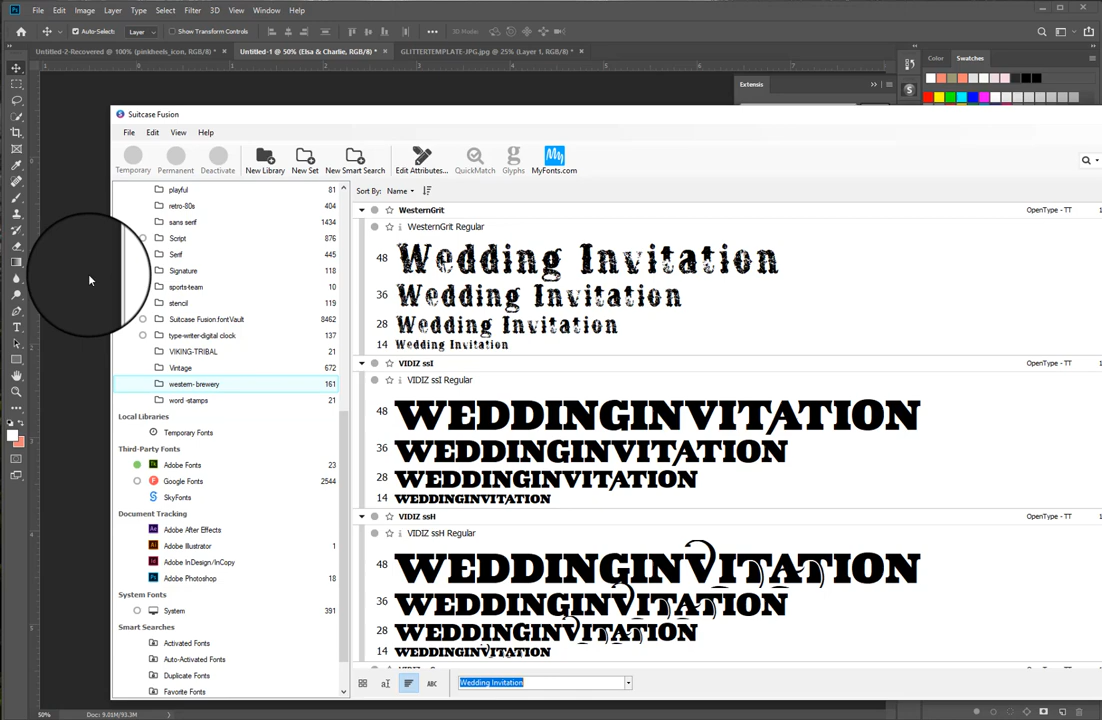 Ps File Edit Image Layer Type Select Filter 3D View Window Help
Auto-Select: Layer Show Transform Controls 3D Mode:
Untitled-2-Recovered @ 100% (pinkheels_icon, RGB/8) * × Untitled-1 @ 50% (Elsa & Charlie, RGB/8) * × GLITTERTEMPLATE-JPG.jpg @ 25% (Layer 1, RGB/8) * ×
Color Swatches
Extensis
Suitcase Fusion
File Edit View Help
Temporary Permanent Deactivate New Library New Set New Smart Search Edit Attributes... QuickMatch Glyphs MyFonts.com
Sort By: Name
playful 81
retro-80s 404
sans serif 1434
Script 876
Serif 445
Signature 118
sports-team 10
stencil 119
Suitcase Fusion.fontVault 8462
type-writer-digital clock 137
VIKING-TRIBAL 21
Vintage 672
western- brewery 161
word -stamps 21
Local Libraries
Temporary Fonts
Third-Party Fonts
Adobe Fonts 23
Google Fonts 2544
SkyFonts
Document Tracking
Ae Adobe After Effects
Ai Adobe Illustrator 1
Id Adobe InDesign/InCopy
Ps Adobe Photoshop 18
System Fonts
System 391
Smart Searches
Activated Fonts
Auto-Activated Fonts
Duplicate Fonts
Favorite Fonts
WesternGrit OpenType - TT
WesternGrit Regular
48 Wedding Invitation
36 Wedding Invitation
28 Wedding Invitation
14 Wedding Invitation
VIDIZ ssI OpenType - TT
VIDIZ ssI Regular
48 WEDDINGINVITATION
36 WEDDINGINVITATION
28 WEDDINGINVITATION
14 WEDDINGINVITATION
VIDIZ ssH OpenType - TT
VIDIZ ssH Regular
48 WEDDINGINVITATION
36 WEDDINGINVITATION
28 WEDDINGINVITATION
14 WEDDINGINVITATION
ABC Wedding Invitation
50% Doc: 9.01M/93.3M